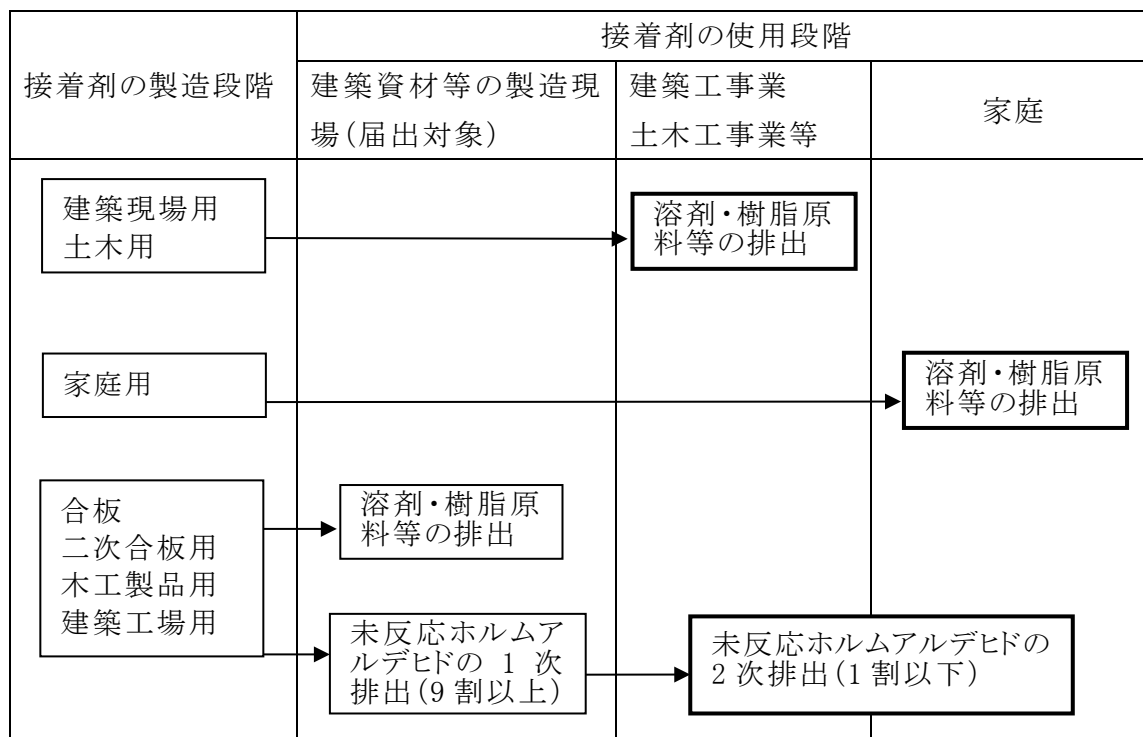 接着剤の製造段階
接着剤の使用段階
建築資材等の製造現
場(届出対象)
建築工事業
土木工事業等
家庭
建築現場用
土木用
溶剤・樹脂原
料等の排出
家庭用
溶剤・樹脂原
料等の排出
合板
二次合板用
木工製品用
建築工場用
溶剤・樹脂原
料等の排出
未反応ホルムア
ルデヒドの 1 次
排出(9 割以上)
未反応ホルムアルデヒドの
2 次排出(1 割以下)